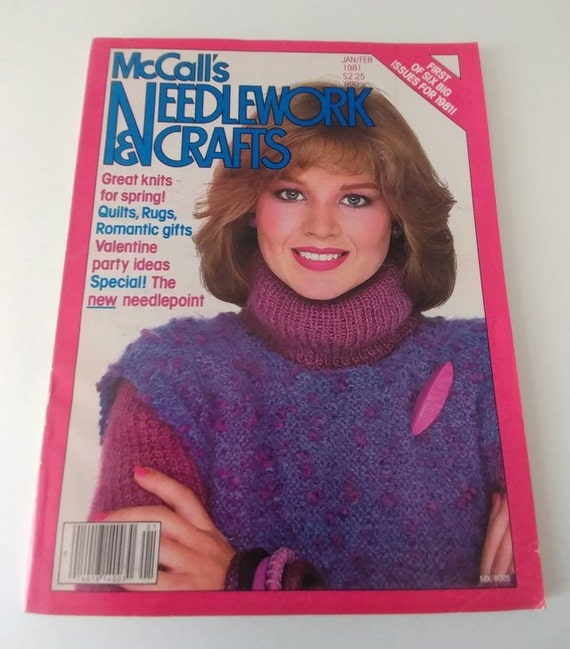 McCall's
NEEDLEWORK
& CRAFTS
JAN/FEB
1981
$2.25
FIRST
OF SIX BIG
ISSUES FOR 1981!
Great knits
for spring!
Quilts, Rugs,
Romantic gifts
Valentine
party ideas
Special! The
new needlepoint
01